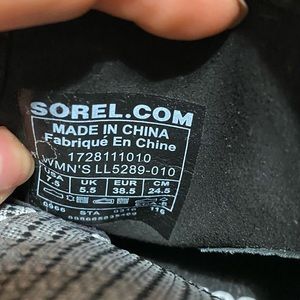 SOREL.COM
MADE IN CHINA
Fabriqué En Chine
1728111010
WMN'S LL5289-010
USA UK EUR CM
7.5 5.5 38.5 24.5
STA